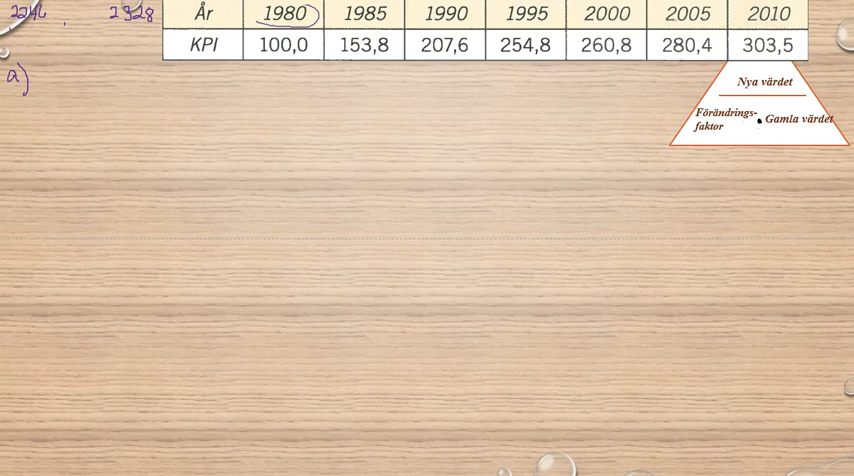 2246. 2328
År 1980 1985 1990 1995 2000 2005 2010
KPI 100,0 153,8 207,6 254,8 260,8 280,4 303,5
a)
Nya värdet
Förändrings-
faktor • Gamla värdet